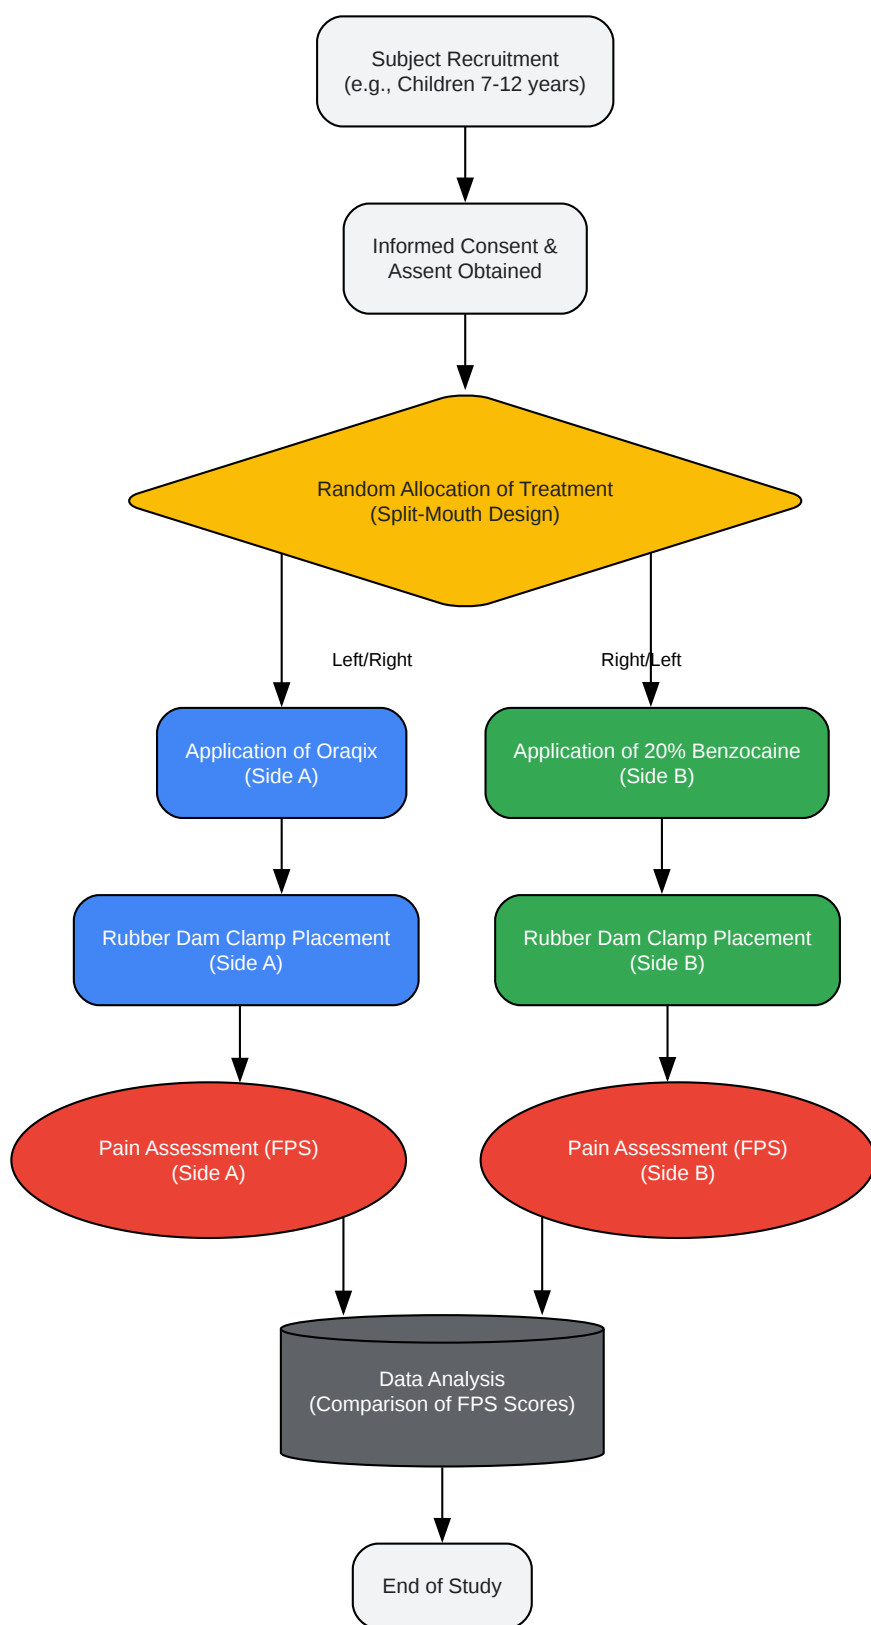 Subject Recruitment
(e.g., Children 7-12 years)
Informed Consent &
Assent Obtained
Random Allocation of Treatment
(Split-Mouth Design)
Left/Right
Right/Left
Application of Oraqix
(Side A)
Application of 20% Benzocaine
(Side B)
Rubber Dam Clamp Placement
(Side A)
Rubber Dam Clamp Placement
(Side B)
Pain Assessment (FPS)
(Side A)
Pain Assessment (FPS)
(Side B)
Data Analysis
(Comparison of FPS Scores)
End of Study